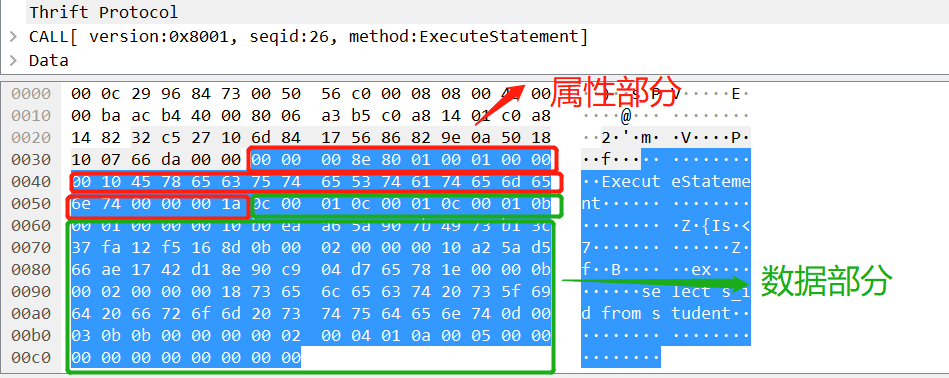 Thrift Protocol
> CALL[ version:0x8001, seqid:26, method:ExecuteStatement]
> Data
属性部分
0000 00 0c 29 96 84 73 00 50 56 c0 00 08 08 00 45 00 ··)··s·PV·····E·
0010 00 ba ac b4 40 00 80 06 a3 b5 c0 a8 14 01 c0 a8 ····@···········
0020 14 82 32 c5 27 10 6d 84 17 56 86 82 9e 0a 50 18 ··2·'·m··V····P·
0030 10 07 66 da 00 00 00 00 00 8e 80 01 00 01 00 00 ··f·············
0040 00 10 45 78 65 63 75 74 65 53 74 61 74 65 6d 65 ··ExecuteStateme
0050 6e 74 00 00 00 1a 0c 00 01 0c 00 01 0c 00 01 0b nt··············
0060 00 01 00 00 00 10 b0 ea a6 5a 90 7b 49 73 b1 3c ·········Z·{Is·<
0070 37 fa 12 f5 16 8d 0b 00 02 00 00 00 10 a2 5a d5 7·············Z·
0080 66 ae 17 42 d1 8e 90 c9 04 d7 65 78 1e 00 00 0b f··B······ex····
0090 00 02 00 00 00 18 73 65 6c 65 63 74 20 73 5f 69 ······select s_i
00a0 64 20 66 72 6f 6d 20 73 74 75 64 65 6e 74 0d 00 d from student··
00b0 03 0b 0b 00 00 00 00 02 00 04 01 0a 00 05 00 00 ················
00c0 00 00 00 00 00 00 00 00 ········
数据部分